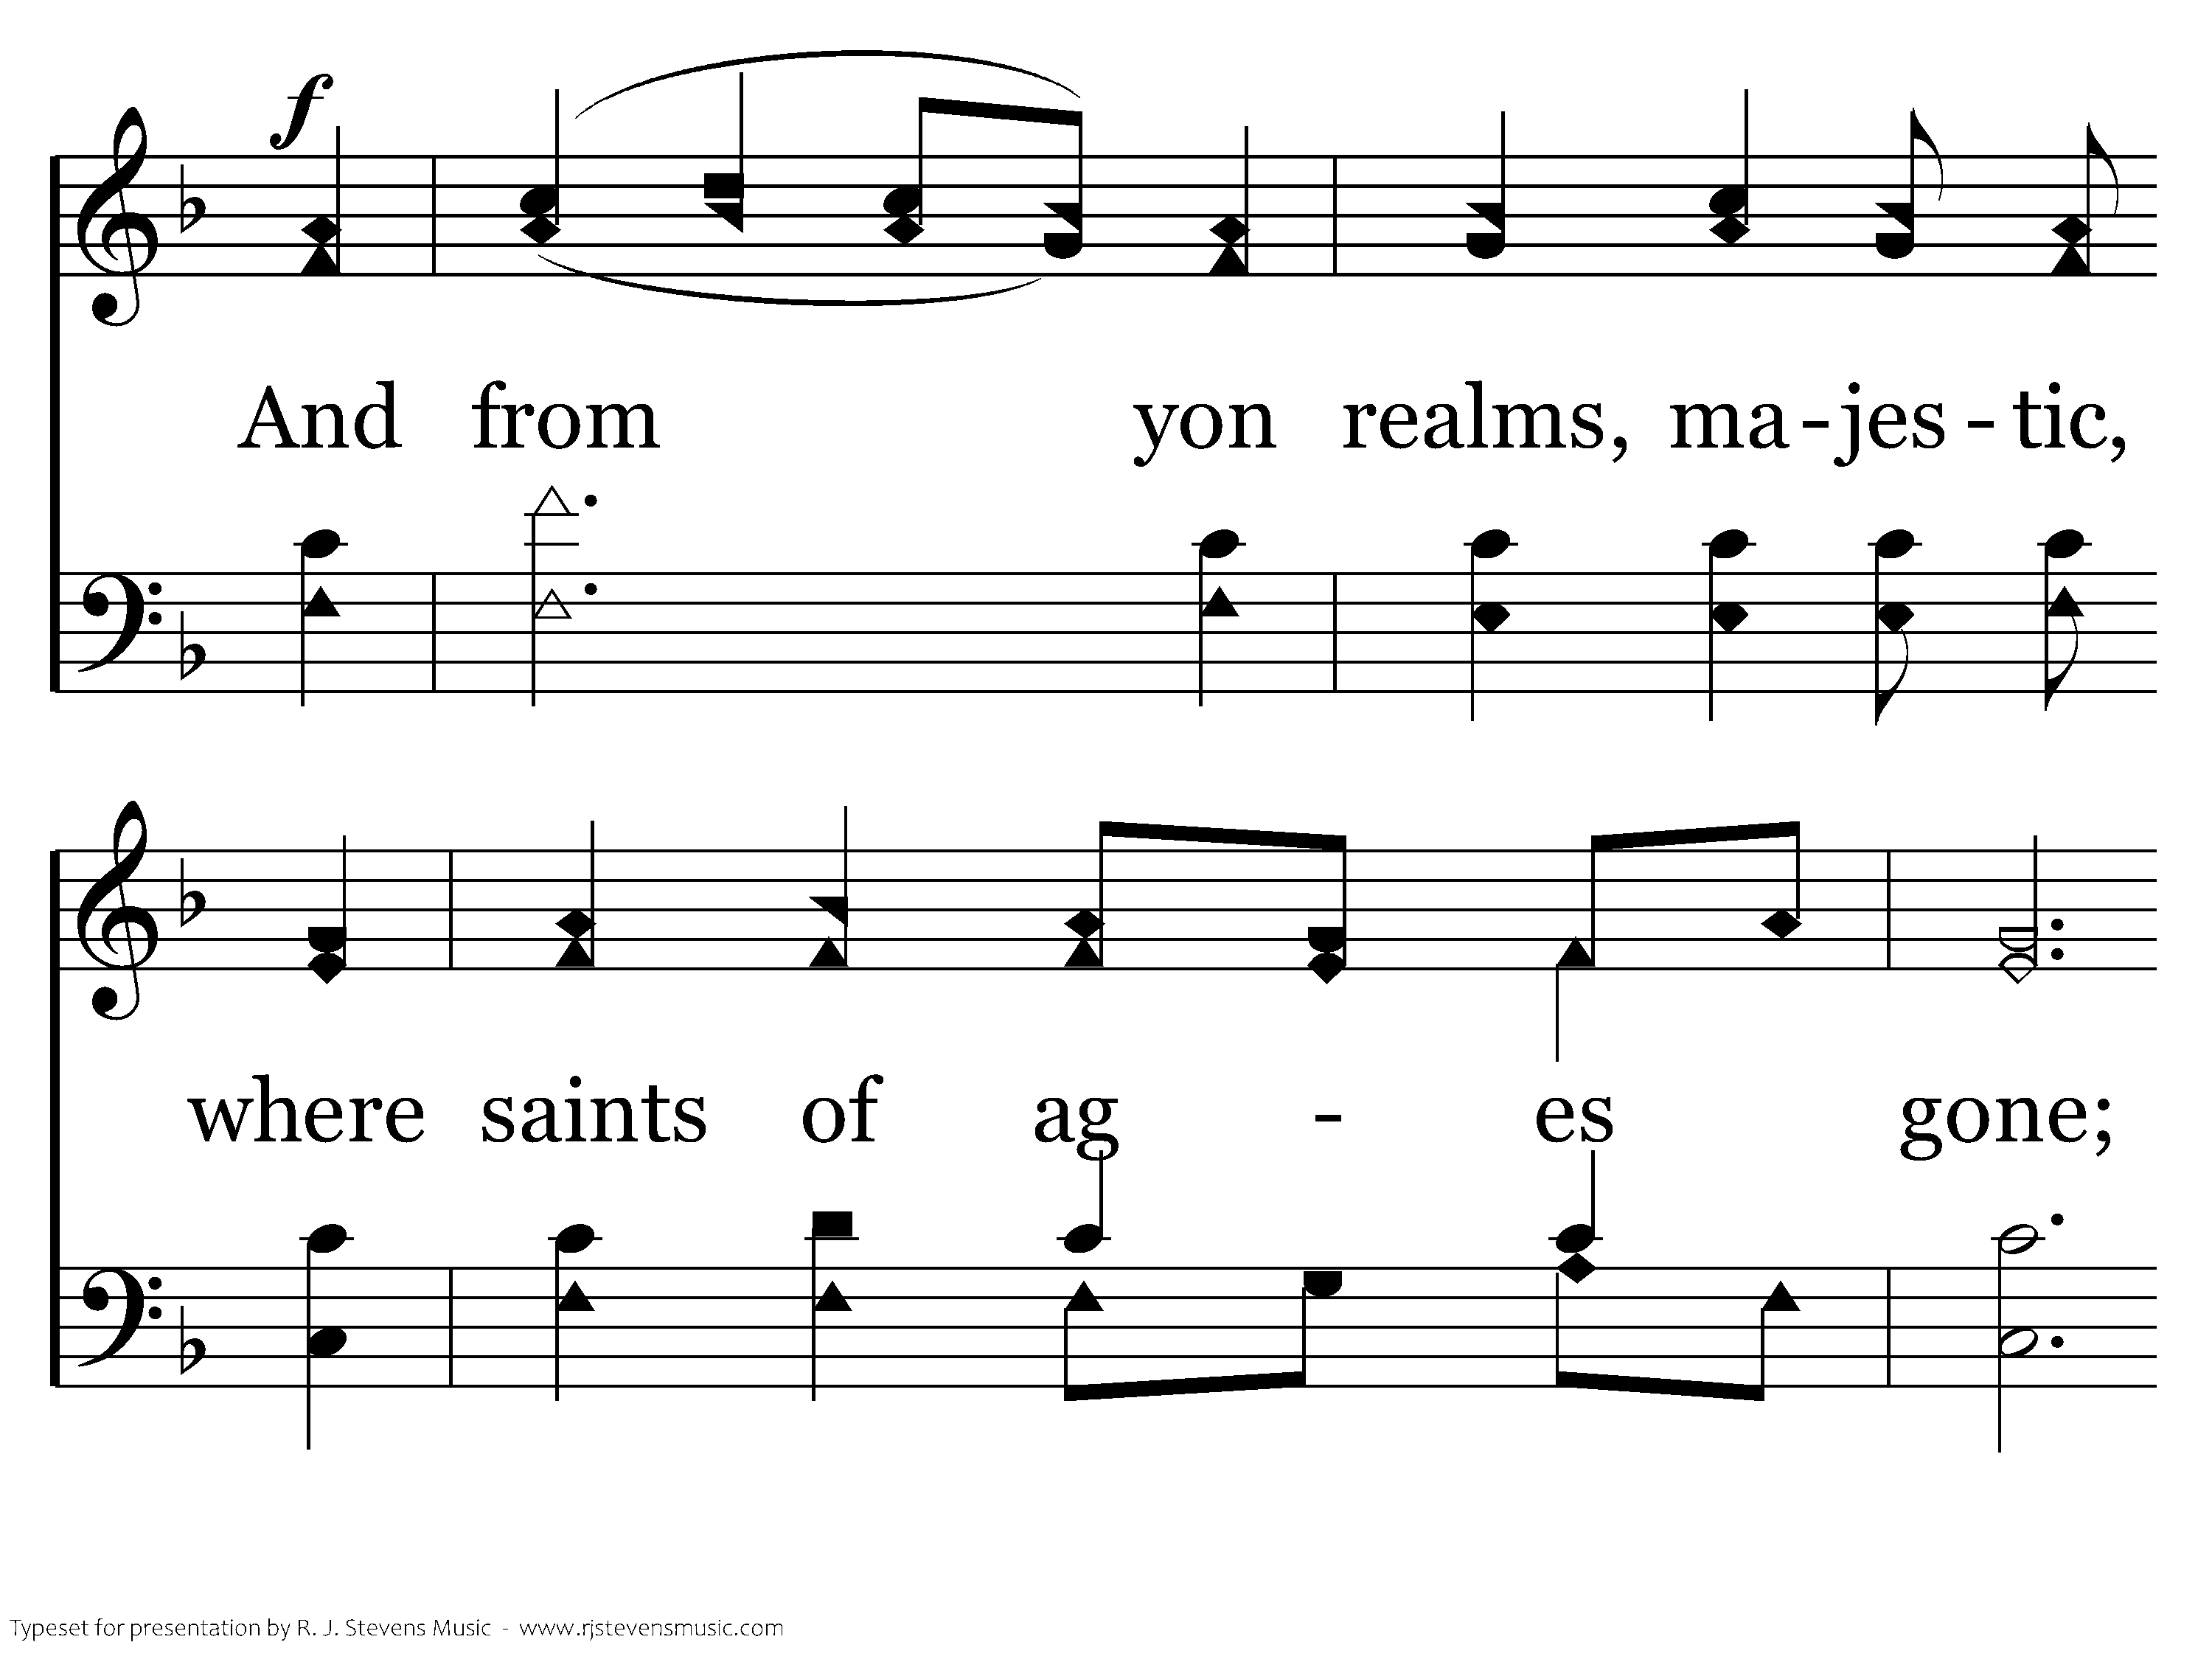 f
And from yon realms, ma-jes-tic,
where saints of ag - es gone;
Typeset for presentation by R. J. Stevens Music - www.rjstevensmusic.com